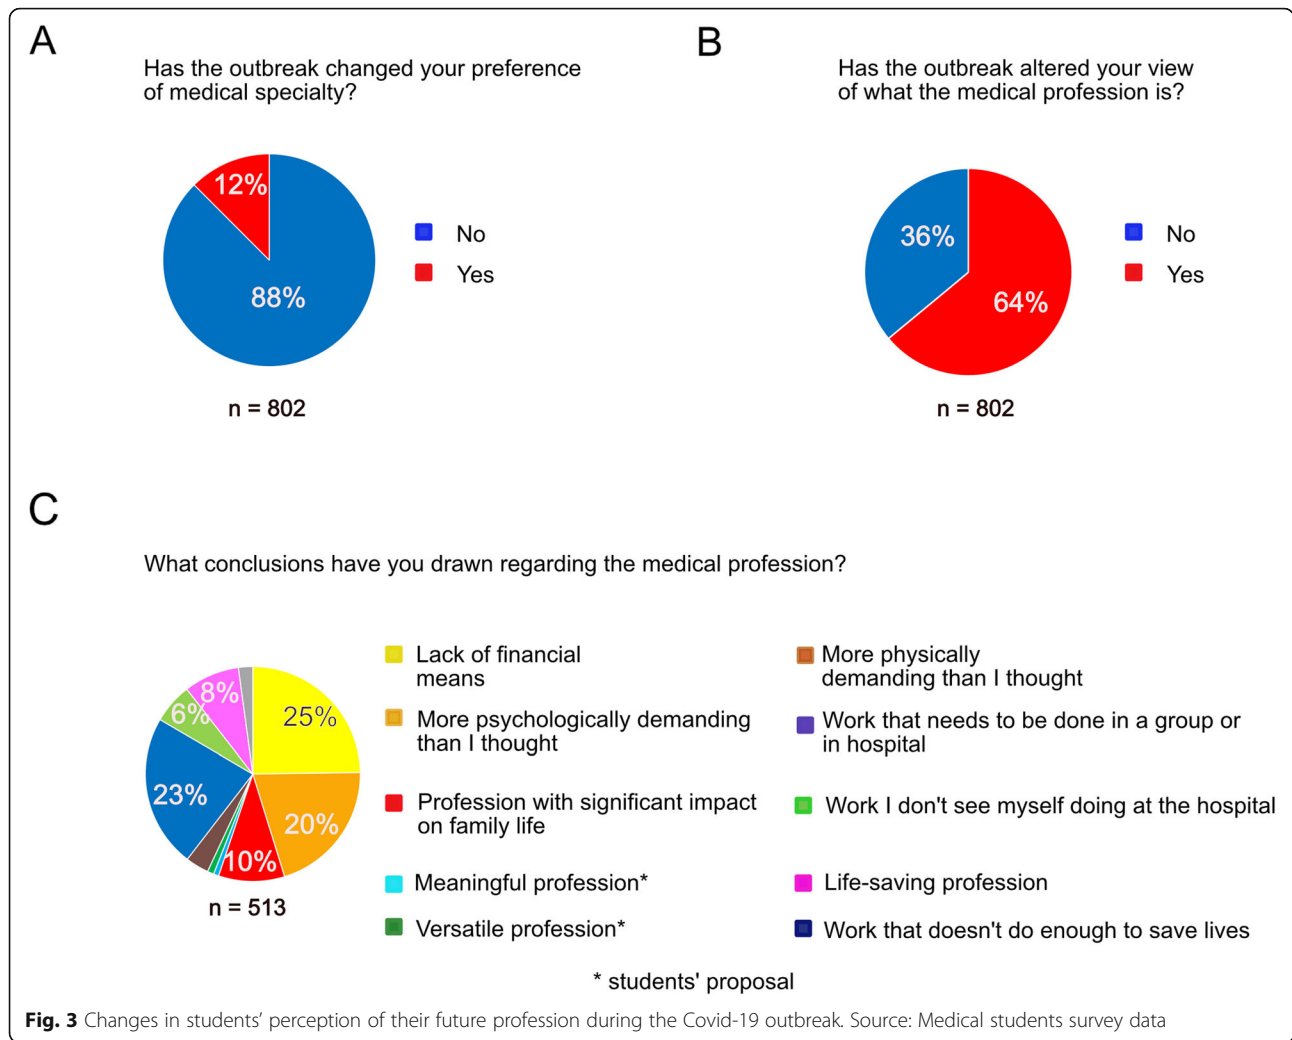 A
Has the outbreak changed your preference
of medical specialty?
12%
88%
No
Yes
n = 802
B
Has the outbreak altered your view
of what the medical profession is?
36%
64%
No
Yes
n = 802
C
What conclusions have you drawn regarding the medical profession?
8%
6%
25%
23%
20%
10%
n = 513
Lack of financial
means
More psychologically demanding
than I thought
Profession with significant impact
on family life
Meaningful profession*
Versatile profession*
More physically
demanding than I thought
Work that needs to be done in a group or
in hospital
Work I don't see myself doing at the hospital
Life-saving profession
Work that doesn't do enough to save lives
* students' proposal
Fig. 3 Changes in students’ perception of their future profession during the Covid-19 outbreak. Source: Medical students survey data